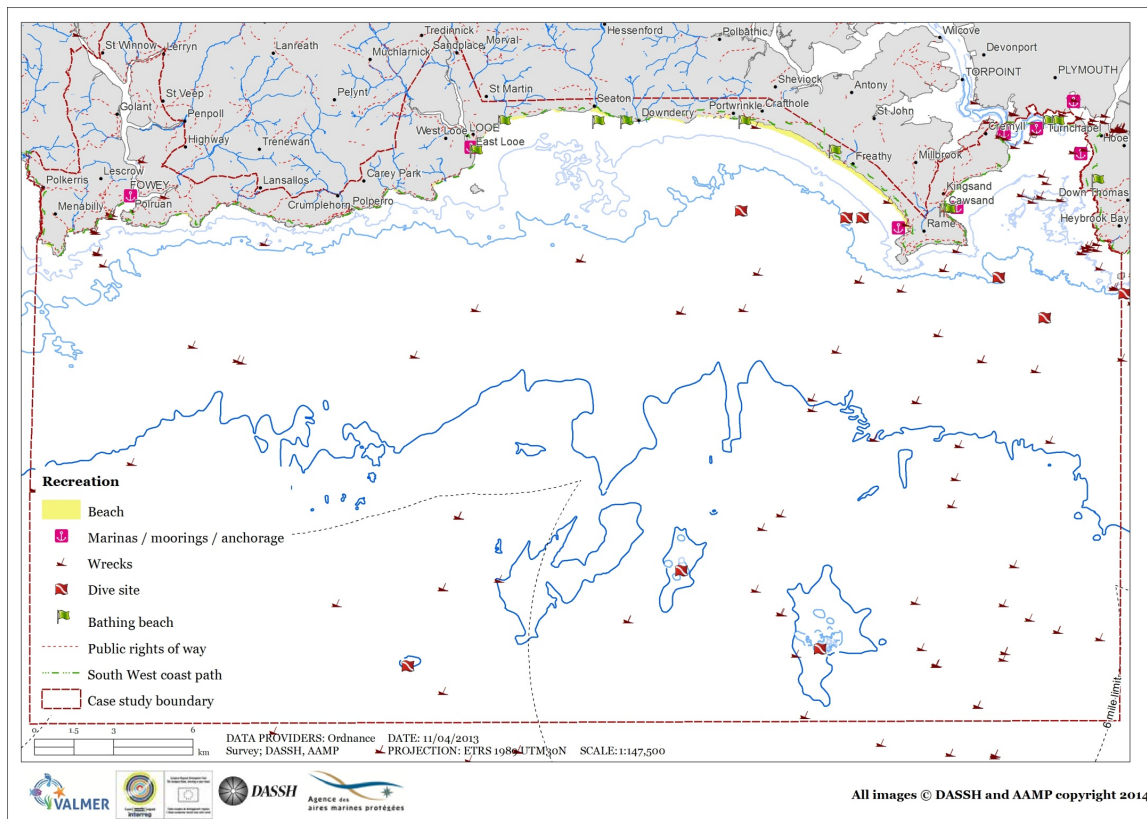 Tredinnick
Hessenford
Wilcove
St Winnow
Lerryn
Lanreath
Muchlarnick
Sandplace
Morval
Polbathic
Devonport
St Veep
Pelynt
St Martin
Seaton
Sheviock
Antony
TORPOINT
PLYMOUTH
Golant
Penpoll
Downderry
Portwrinkle
Crafthole
St John
Highway
Trenewan
West Looe
LOOE
East Looe
Cremyll
Turnchapel
Hooe
Polkerris
Lescrow
FOWEY
Lansallos
Carey Park
Freathy
Millbrook
Menabilly
Polruan
Crumplehorn
Polperro
Kingsand
Cawsand
Down Thomas
Rame
Heybrook Bay
Recreation
Beach
Marinas / moorings / anchorage
Wrecks
Dive site
Bathing beach
Public rights of way
South West coast path
Case study boundary
6 mile limit
0 1.5 3 6
km
DATA PROVIDERS: Ordnance DATE: 11/04/2013
Survey; DASSH, AAMP PROJECTION: ETRS 1989 UTM30N SCALE:1:147,500
VALMER
interreg
DASSH
Agence des
aires marines protégées
All images © DASSH and AAMP copyright 2014